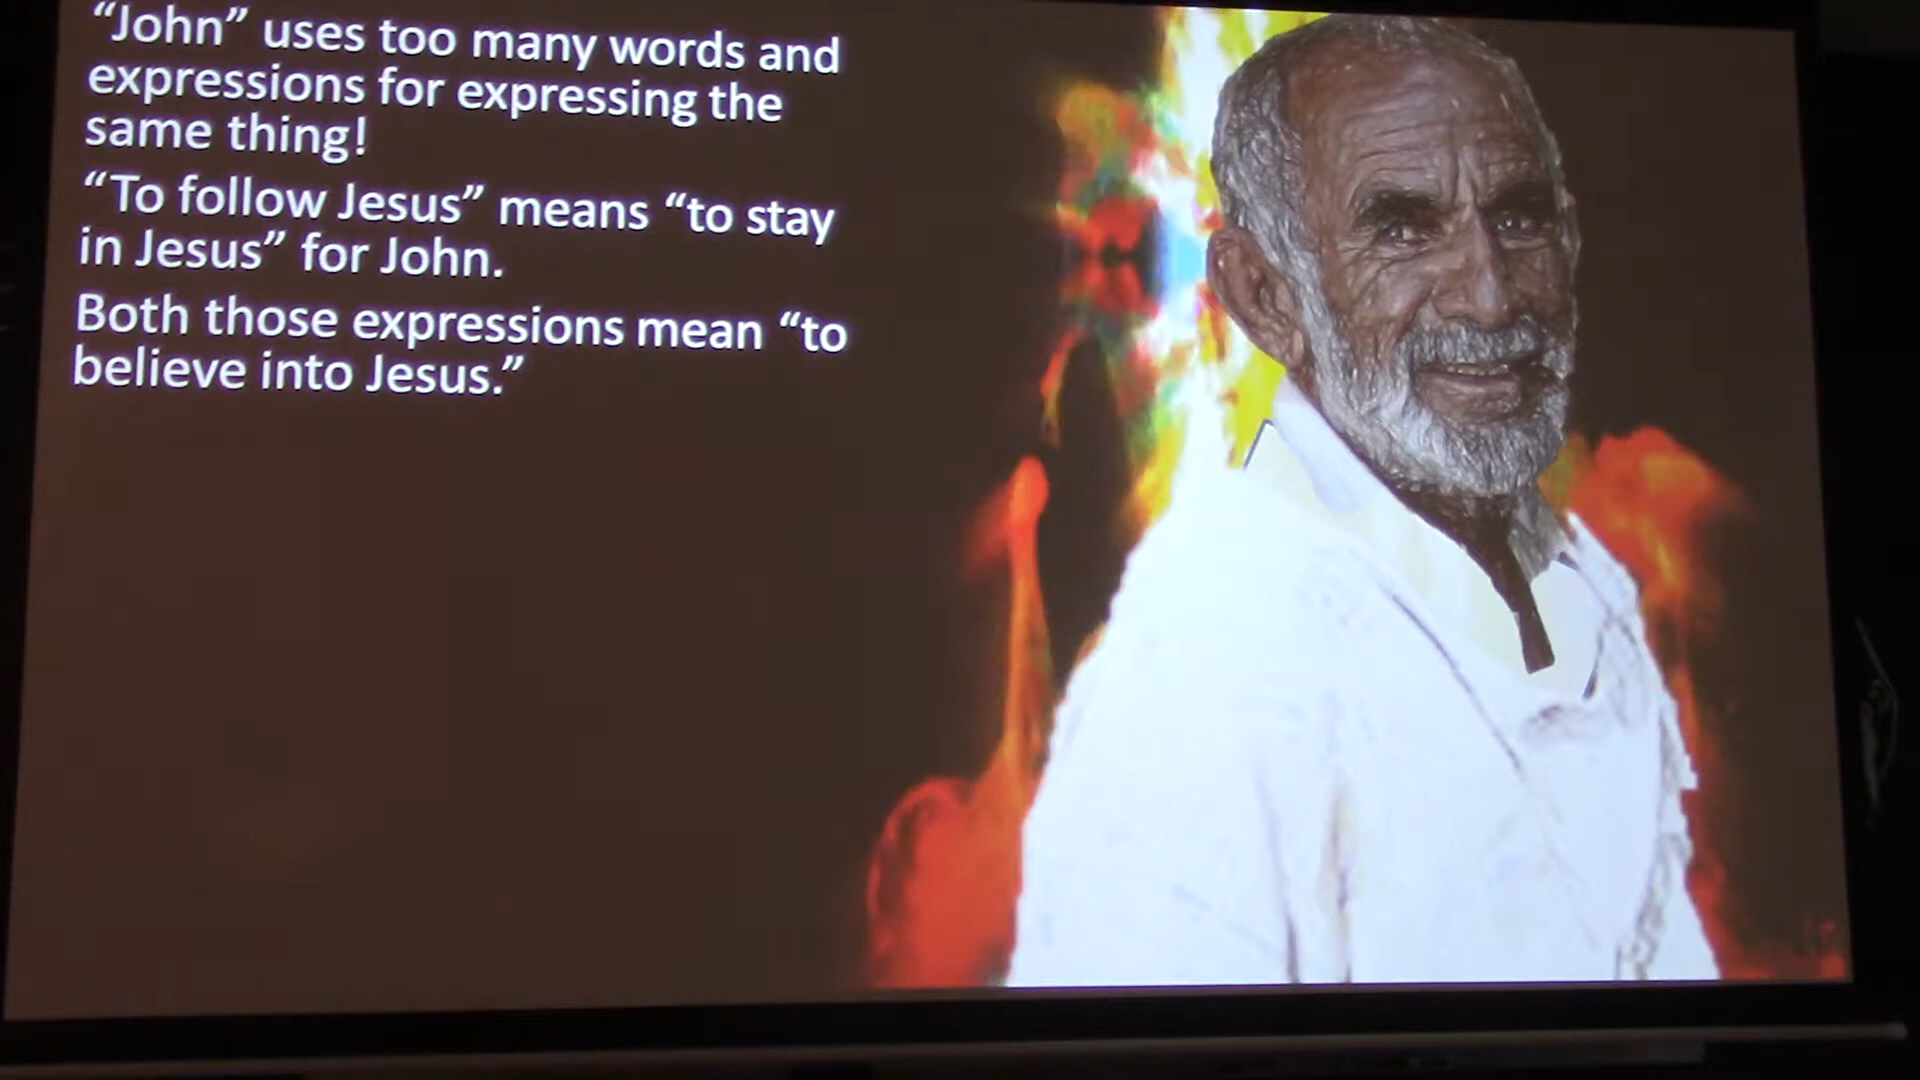 “John” uses too many words and
expressions for expressing the
same thing!
“To follow Jesus” means “to stay
in Jesus” for John.
Both those expressions mean “to
believe into Jesus.”